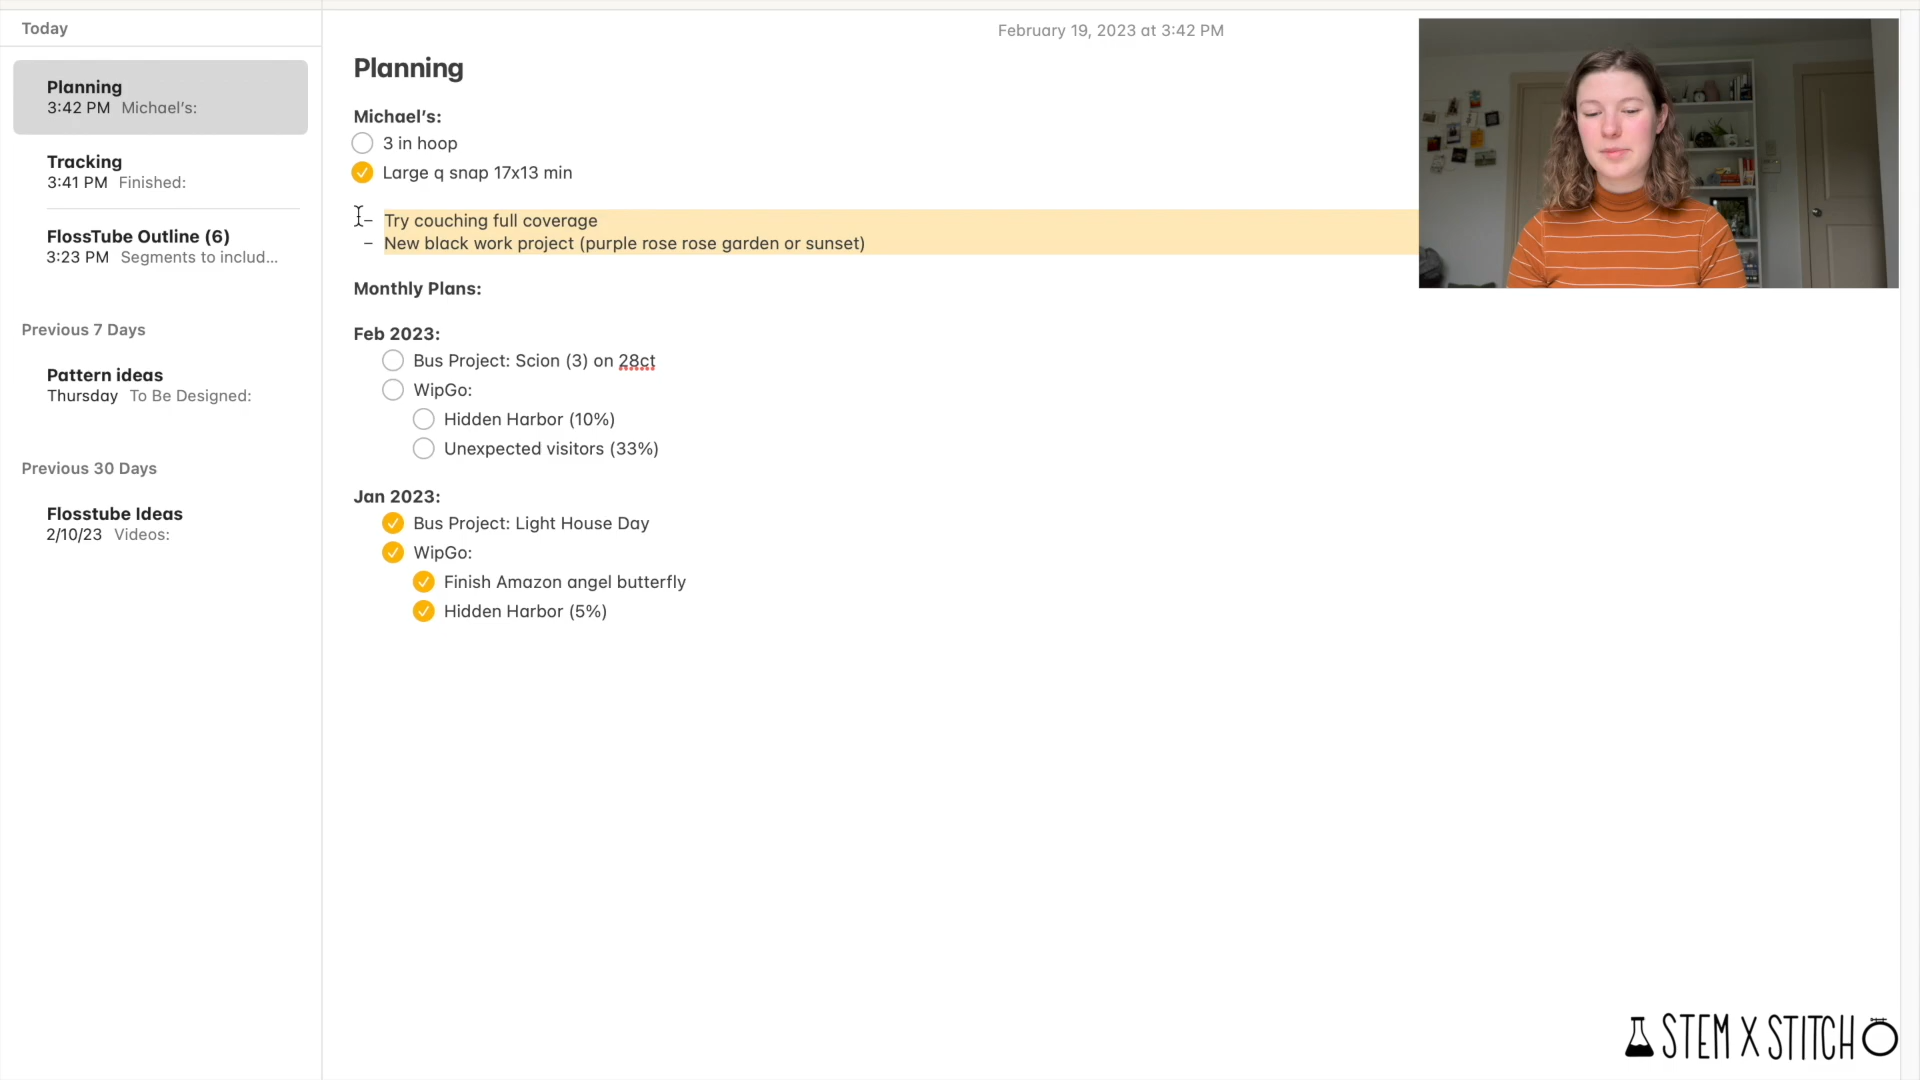 Today
Planning
3:42 PM Michael's:
Tracking
3:41 PM Finished:
FlossTube Outline (6)
3:23 PM Segments to includ...
Previous 7 Days
Pattern ideas
Thursday To Be Designed:
Previous 30 Days
Flosstube Ideas
2/10/23 Videos:
February 19, 2023 at 3:42 PM
Planning
Michael's:
3 in hoop
Large q snap 17x13 min
– Try couching full coverage
– New black work project (purple rose rose garden or sunset)
Monthly Plans:
Feb 2023:
Bus Project: Scion (3) on 28ct
WipGo:
Hidden Harbor (10%)
Unexpected visitors (33%)
Jan 2023:
Bus Project: Light House Day
WipGo:
Finish Amazon angel butterfly
Hidden Harbor (5%)
STEM X STITCH